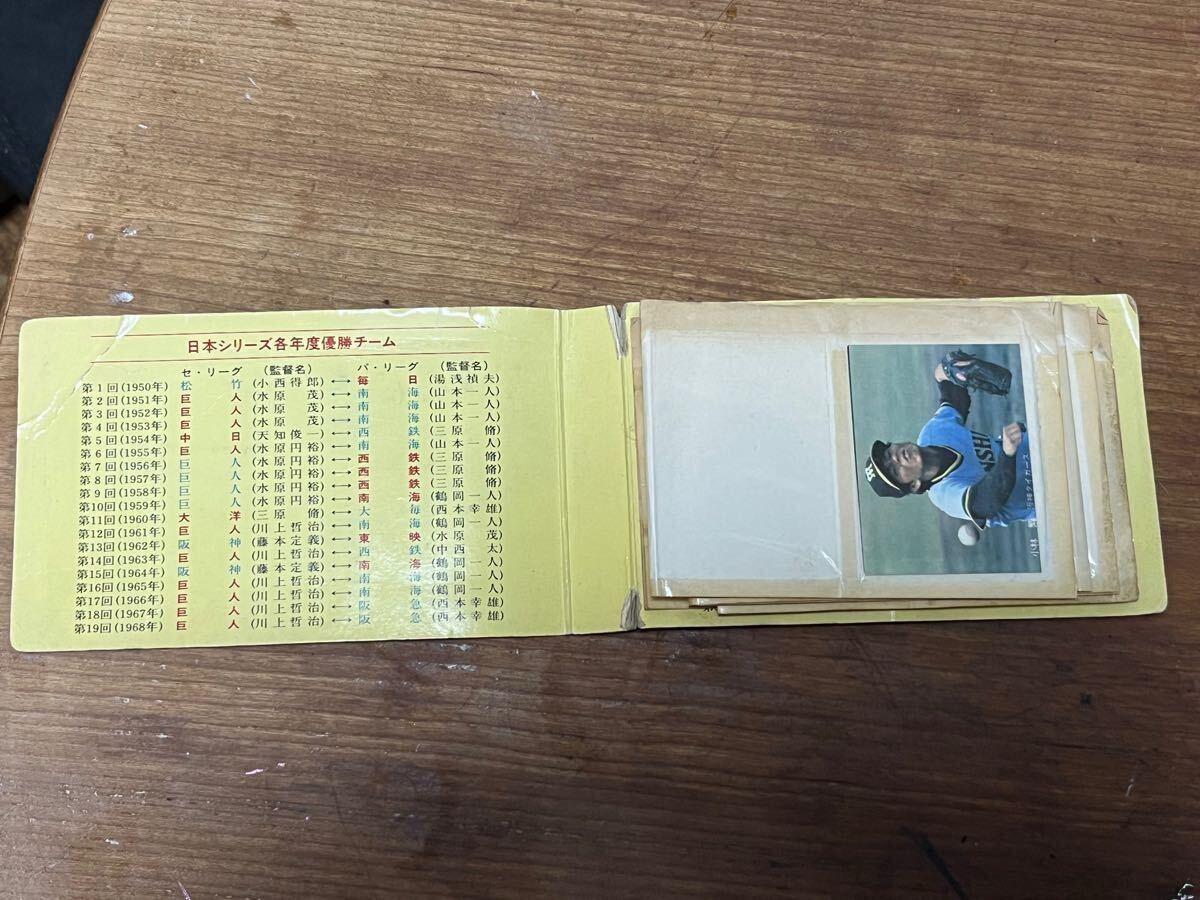 日本シリーズ各年度優勝チーム
セ・リーグ (監督名) パ・リーグ (監督名)
第1回(1950年) 松竹 (小西得郎) ↔ 毎日 (湯浅禎夫)
第2回(1951年) 巨人 (水原茂) ↔ 南海 (山本一人)
第3回(1952年) 巨人 (水原茂) ↔ 南海 (山本一人)
第4回(1953年) 巨人 (水原茂) ↔ 南海 (山本一人)
第5回(1954年) 中日 (天知俊一) ↔ 西鉄 (三原脩)
第6回(1955年) 巨人 (水原円裕) ↔ 南海 (山本一人)
第7回(1956年) 巨人 (水原円裕) ↔ 西鉄 (三原脩)
第8回(1957年) 巨人 (水原円裕) ↔ 西鉄 (三原脩)
第9回(1958年) 巨人 (水原円裕) ↔ 西鉄 (三原脩)
第10回(1959年) 巨人 (水原円裕) ↔ 南海 (鶴岡一人)
第11回(1960年) 大洋 (三原脩) ↔ 大毎 (西本幸雄)
第12回(1961年) 巨人 (川上哲治) ↔ 南海 (鶴岡一人)
第13回(1962年) 阪神 (藤本定義) ↔ 東映 (水原茂)
第14回(1963年) 巨人 (川上哲治) ↔ 西鉄 (中西太)
第15回(1964年) 阪神 (藤本定義) ↔ 南海 (鶴岡一人)
第16回(1965年) 巨人 (川上哲治) ↔ 南海 (鶴岡一人)
第17回(1966年) 巨人 (川上哲治) ↔ 南海 (鶴岡一人)
第18回(1967年) 巨人 (川上哲治) ↔ 阪急 (西本幸雄)
第19回(1968年) 巨人 (川上哲治) ↔ 阪急 (西本幸雄)
小林 阪神タイガース